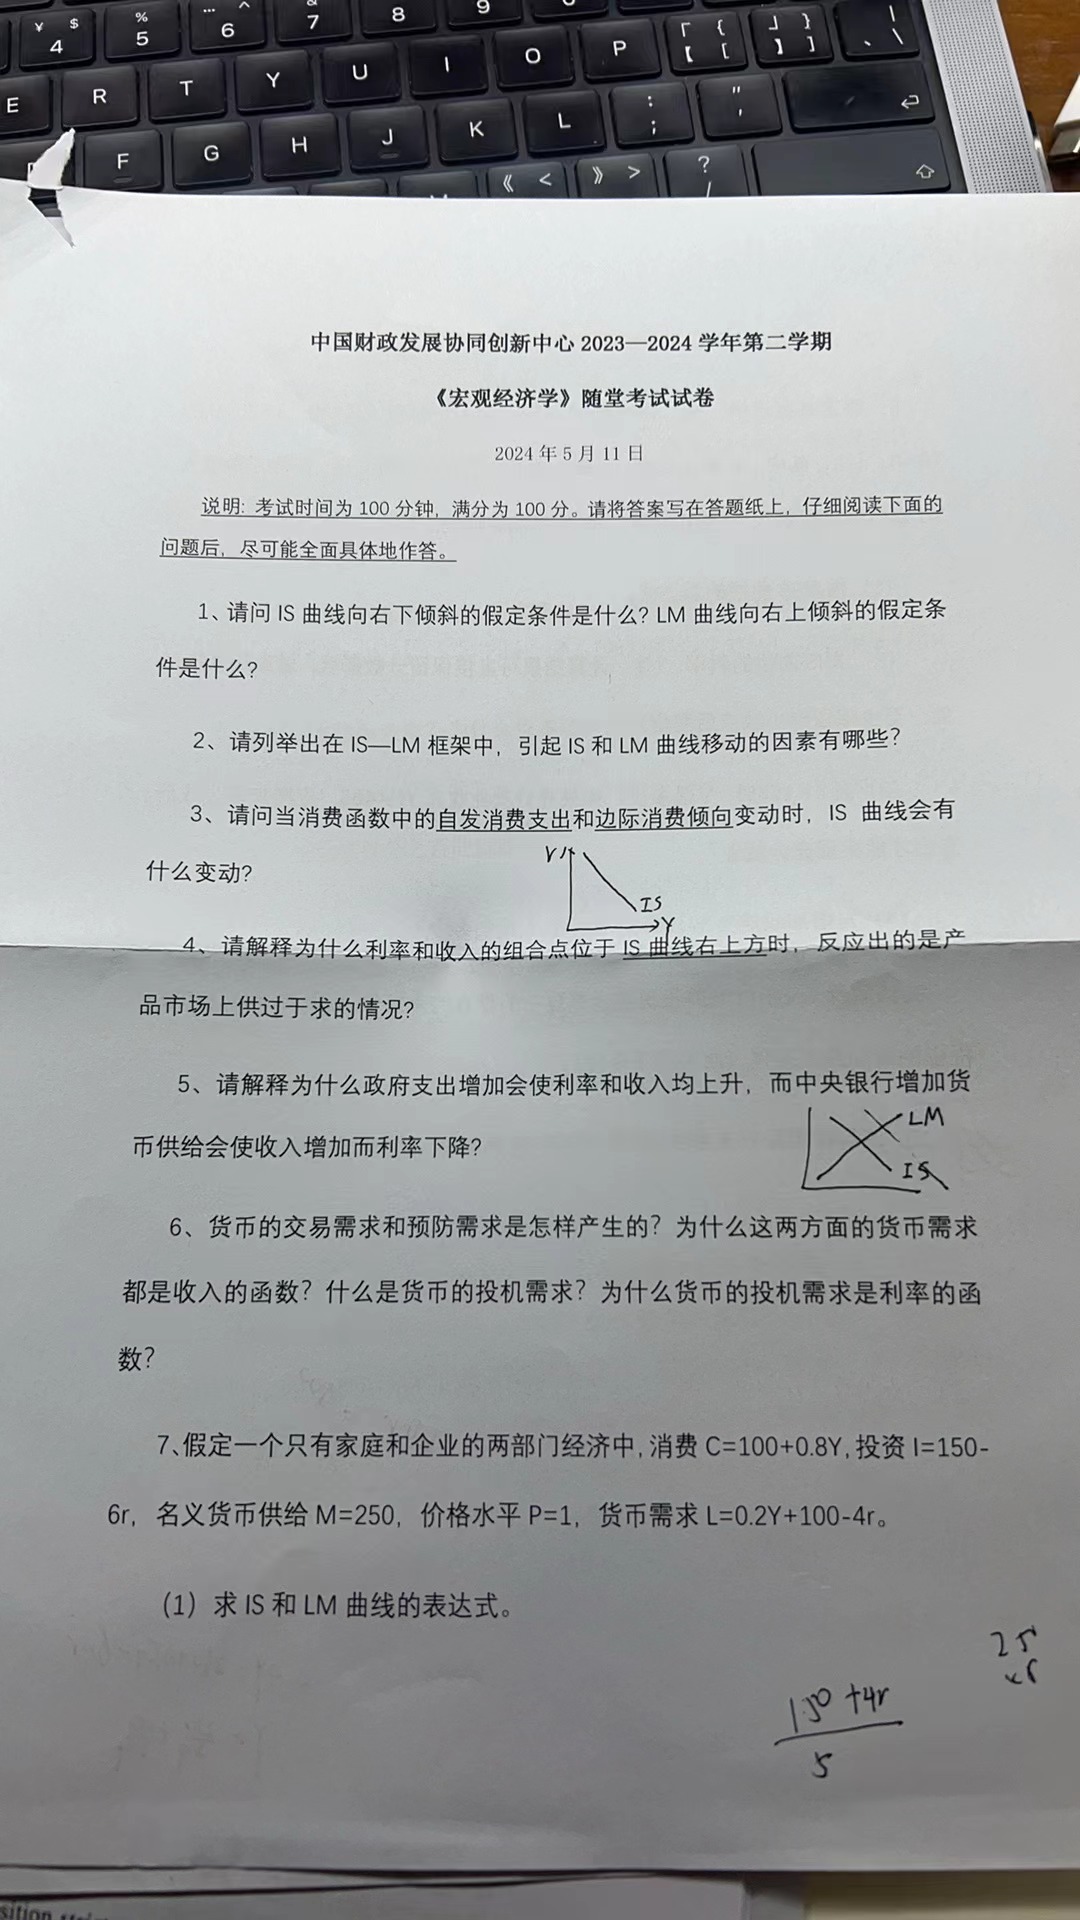 ¥ $ 4
% 5
… ^ 6
& 7
8
9
E R T Y U I O P 「 { 【 [ 」 } 】 ] 、 | \
F G H J K L : ; " '
《 < 》 > ? /
中国财政发展协同创新中心 2023—2024 学年第二学期
《宏观经济学》随堂考试试卷
2024 年 5 月 11 日
说明: 考试时间为 100 分钟，满分为 100 分。请将答案写在答题纸上，仔细阅读下面的
问题后，尽可能全面具体地作答。
1、请问 IS 曲线向右下倾斜的假定条件是什么? LM 曲线向右上倾斜的假定条
件是什么?
2、请列举出在 IS—LM 框架中，引起 IS 和 LM 曲线移动的因素有哪些?
3、请问当消费函数中的自发消费支出和边际消费倾向变动时，IS 曲线会有
什么变动?
IS
Y
4、请解释为什么利率和收入的组合点位于 IS 曲线右上方时，反应出的是产
品市场上供过于求的情况?
5、请解释为什么政府支出增加会使利率和收入均上升，而中央银行增加货
币供给会使收入增加而利率下降?
LM
IS
6、货币的交易需求和预防需求是怎样产生的? 为什么这两方面的货币需求
都是收入的函数? 什么是货币的投机需求? 为什么货币的投机需求是利率的函
数?
7、假定一个只有家庭和企业的两部门经济中, 消费 C=100+0.8Y, 投资 I=150-
6r，名义货币供给 M=250，价格水平 P=1，货币需求 L=0.2Y+100-4r。
(1) 求 IS 和 LM 曲线的表达式。
150 +4r
5